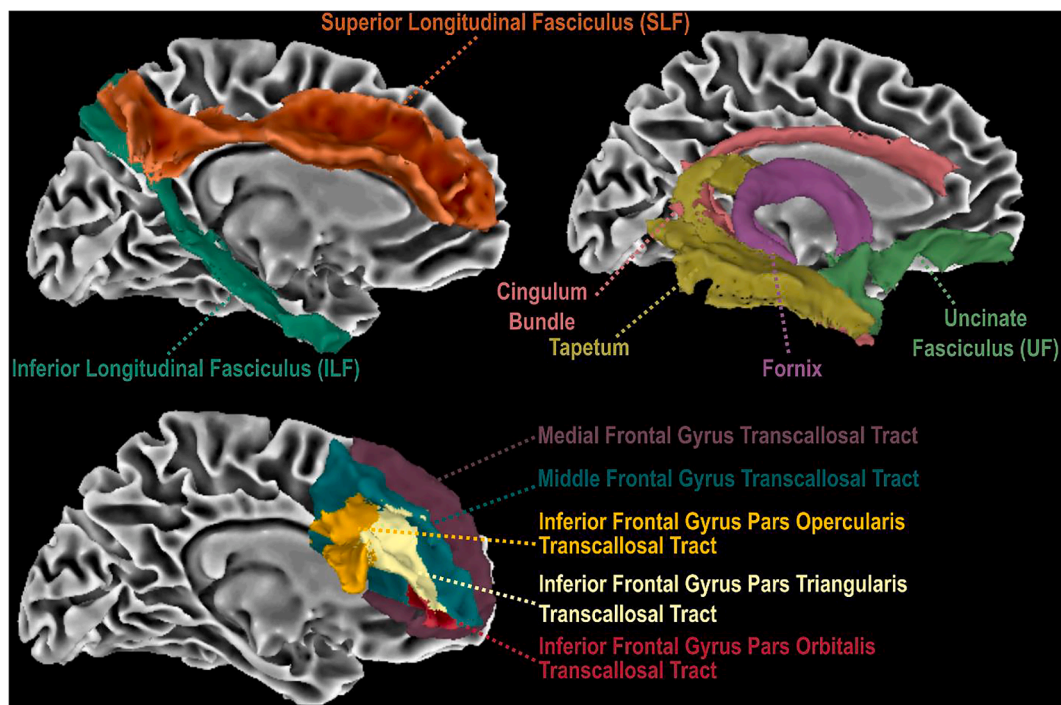 Superior Longitudinal Fasciculus (SLF)
Inferior Longitudinal Fasciculus (ILF)
Cingulum
Bundle
Tapetum
Fornix
Uncinate
Fasciculus (UF)
Medial Frontal Gyrus Transcallosal Tract
Middle Frontal Gyrus Transcallosal Tract
Inferior Frontal Gyrus Pars Opercularis
Transcallosal Tract
Inferior Frontal Gyrus Pars Triangularis
Transcallosal Tract
Inferior Frontal Gyrus Pars Orbitalis
Transcallosal Tract